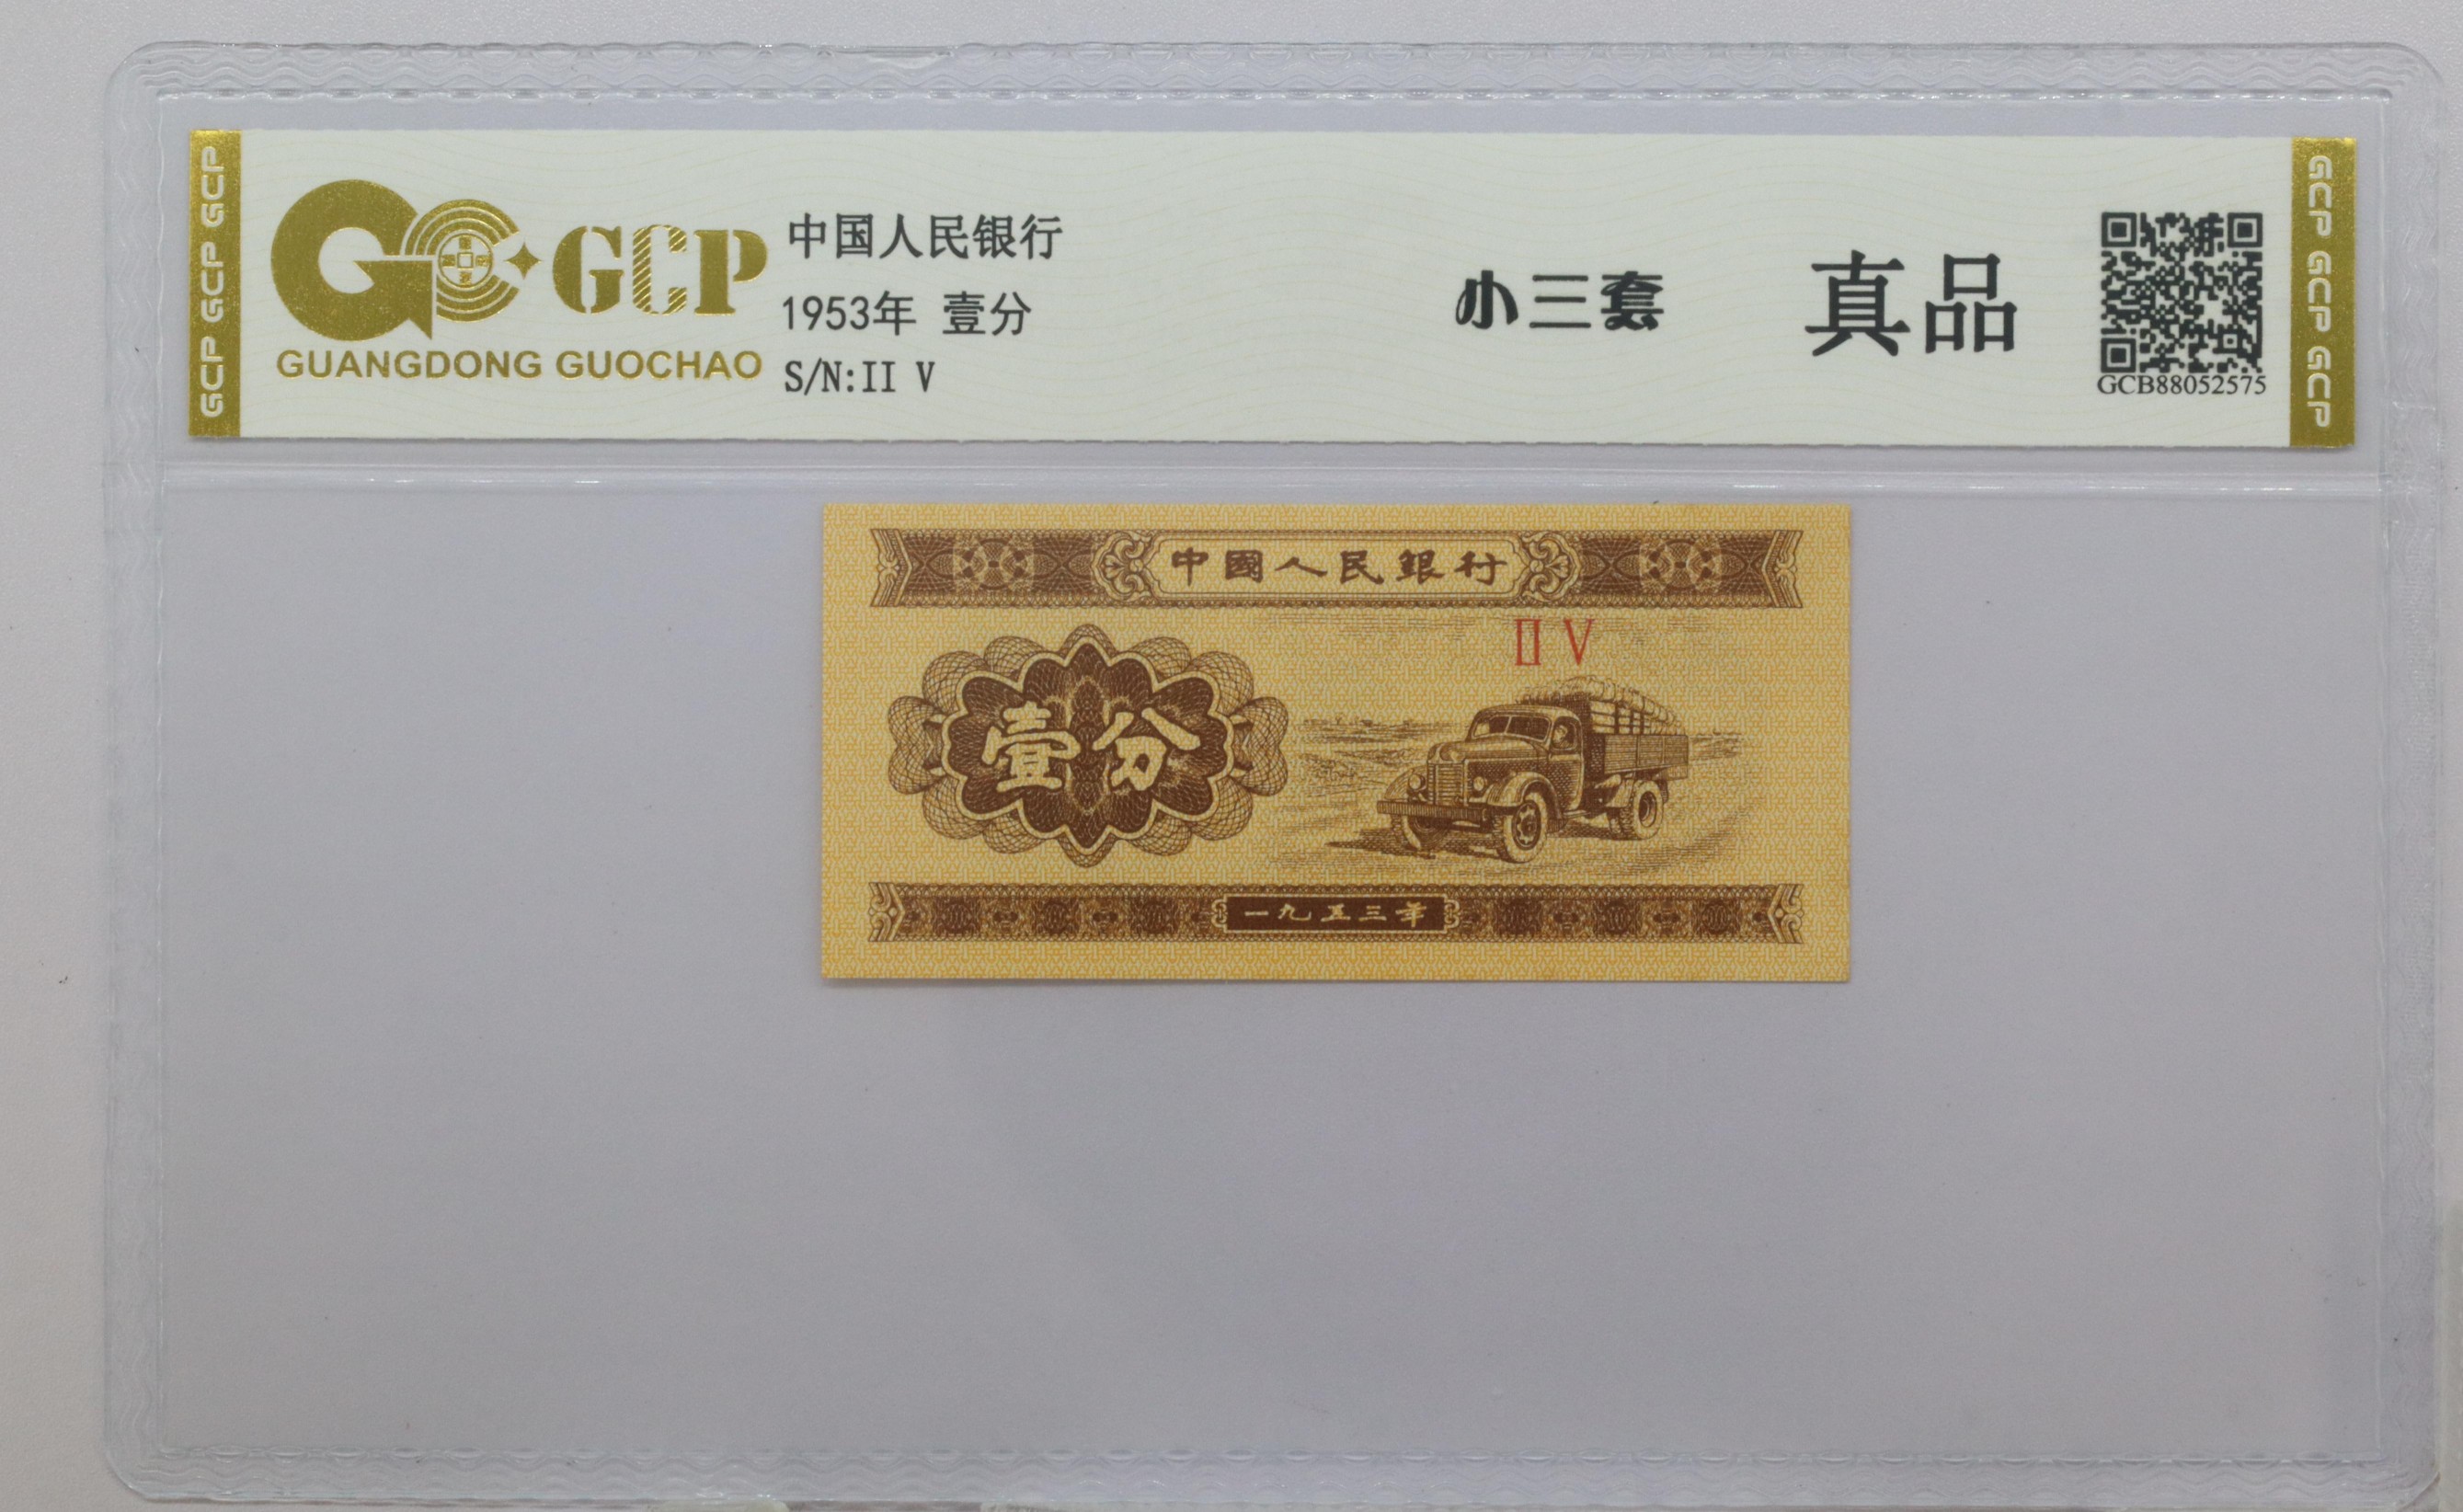 GCP GCP GCP
GCP
GUANGDONG GUOCHAO
中国人民银行
1953年 壹分
S/N:II V
小三套
真品
GCB88052575
GCP GCP GCP
中國人民銀行
II V
壹分
一九五三年